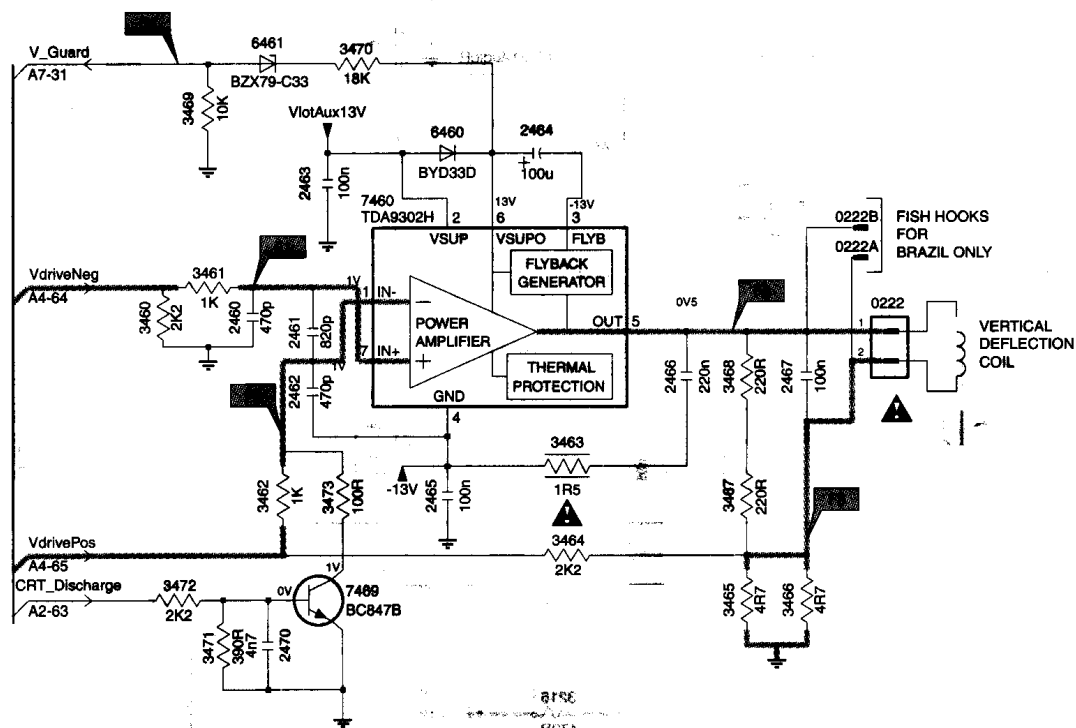 V_Guard
A7-31
6461
BZX79-C33
3470
18K
3469
10K
VlotAux13V
6460
BYD33D
2464
100u
2463
100n
7460
TDA9302H
2
13V
6
-13V
3
VSUP
VSUPO
FLYB
FLYBACK
GENERATOR
0222B
0222A
FISH HOOKS
FOR
BRAZIL ONLY
VdriveNeg
A4-64
3461
1K
3460
2K2
2460
470p
2461
820p
2462
470p
1V
1
IN-
7
IN+
1V
POWER
AMPLIFIER
OUT
5
THERMAL
PROTECTION
GND
4
0V5
2466
220n
3468
220R
2467
100n
0222
1
2
VERTICAL
DEFLECTION
COIL
3462
1K
3473
100R
-13V
2465
100n
3463
1R5
3467
220R
VdrivePos
A4-65
3464
2K2
CRT_Discharge
A2-63
3472
2K2
0V
1V
7469
BC847B
3471
390R
4n7
2470
3465
4R7
3466
4R7